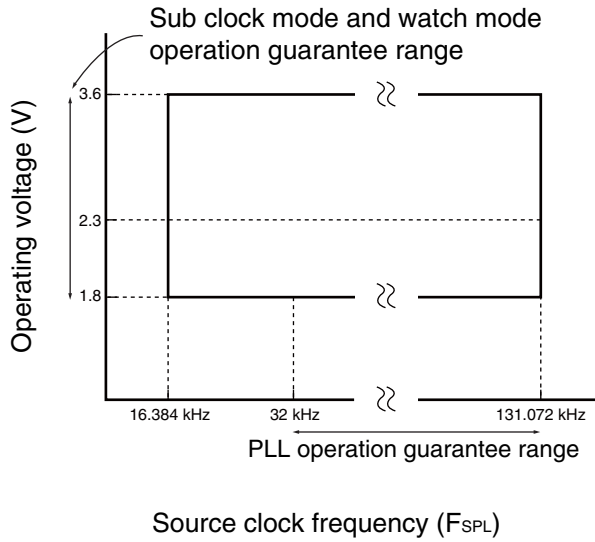 Sub clock mode and watch mode
operation guarantee range
Operating voltage (V)
3.6
2.3
1.8
16.384 kHz
32 kHz
131.072 kHz
PLL operation guarantee range
Source clock frequency (FSPL)